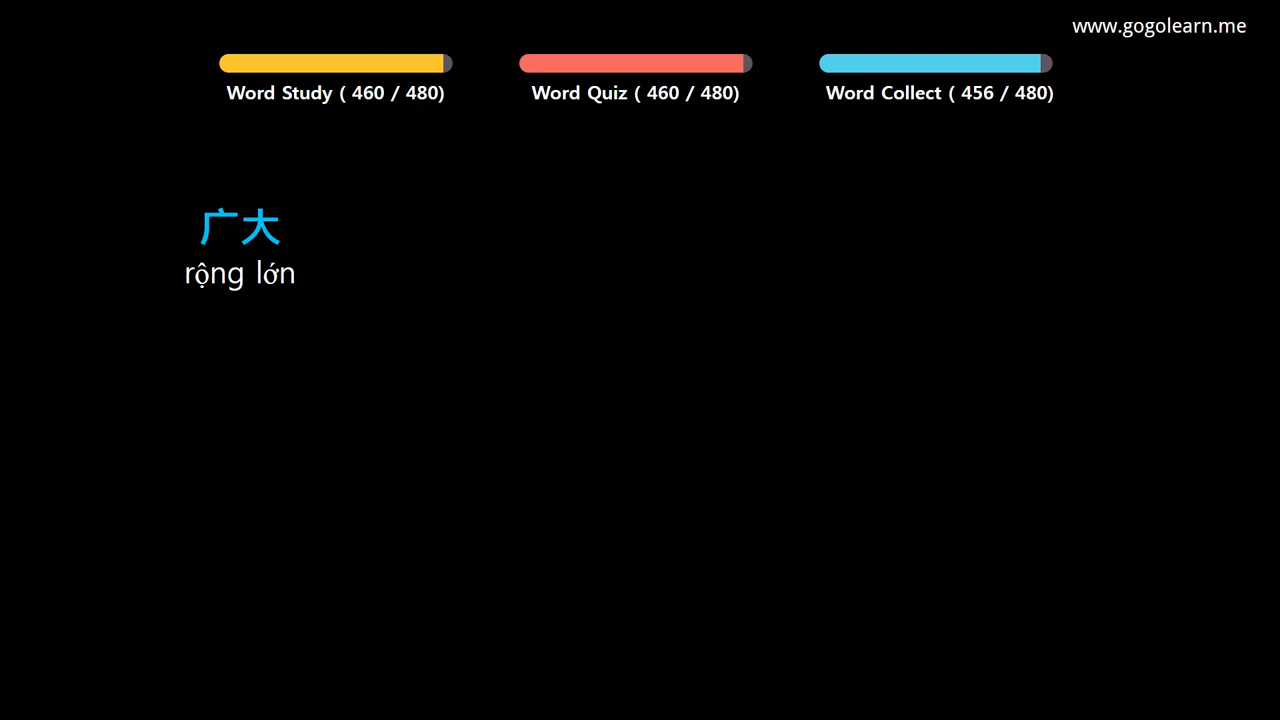 www.gogolearn.me
Word Study ( 460 / 480)
Word Quiz ( 460 / 480)
Word Collect ( 456 / 480)
广大
rộng lớn